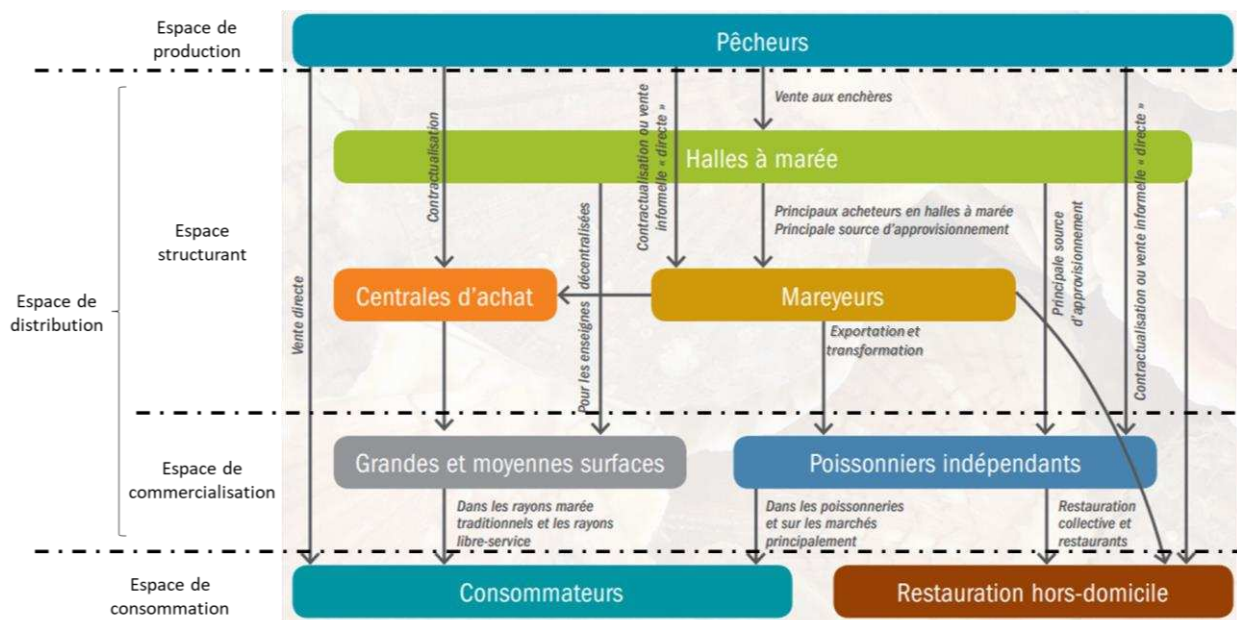 Espace de
production
Pêcheurs
Vente aux enchères
Contractualisation
Contractualisation ou vente
informelle « directe »
Contractualisation ou vente informelle « directe »
Halles à marée
Espace
structurant
Principaux acheteurs en halles à marée
Principale source d'approvisionnement
Principale source
d'approvisionnement
Espace de
distribution
Vente directe
Centrales d'achat
Pour les enseignes décentralisées
Mareyeurs
Exportation et
transformation
Espace de
commercialisation
Grandes et moyennes surfaces
Poissonniers indépendants
Dans les rayons marée
traditionnels et les rayons
libre-service
Dans les poissonneries
et sur les marchés
principalement
Restauration
collective et
restaurants
Espace de
consommation
Consommateurs
Restauration hors-domicile